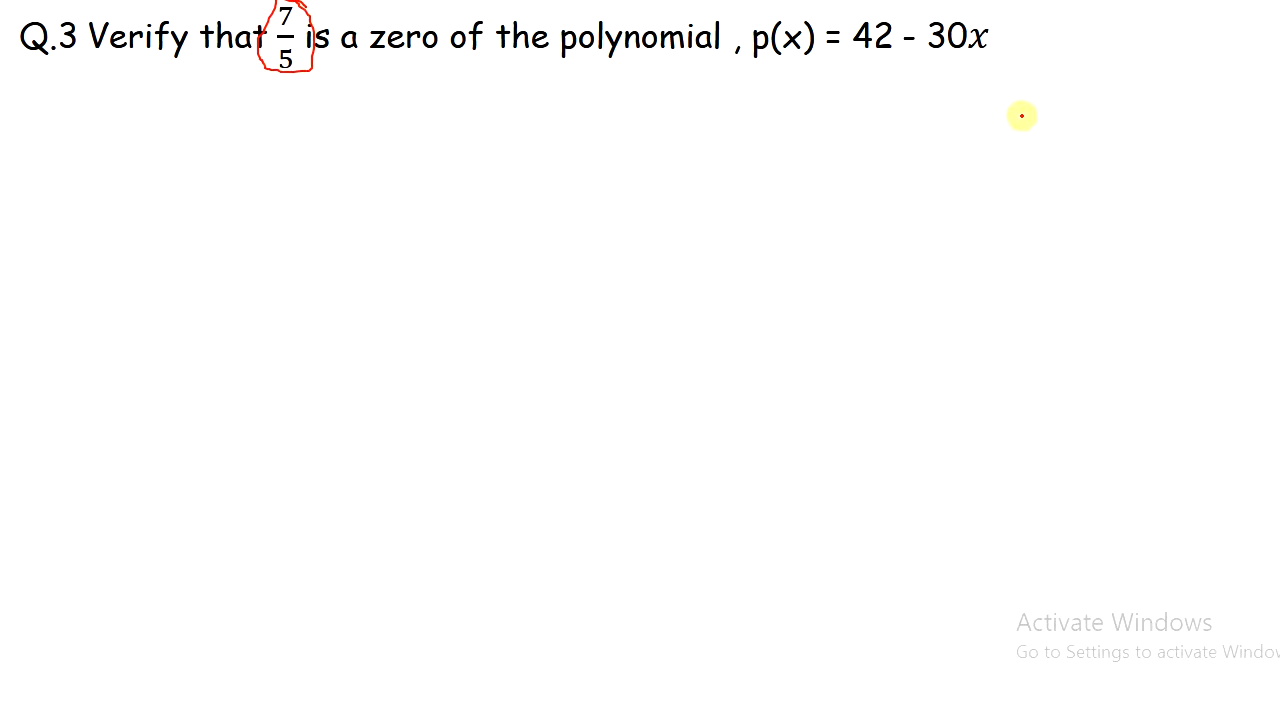 Q.3 Verify that 7/5 is a zero of the polynomial , p(x) = 42 - 30x
Activate Windows
Go to Settings to activate Window